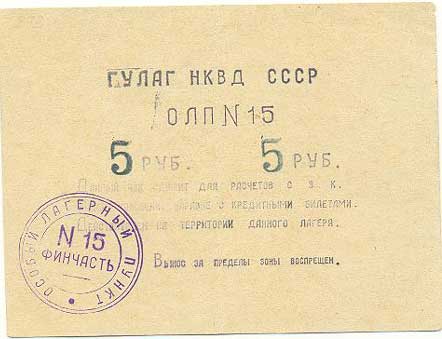 ГУЛАГ НКВД СССР
ОЛП N 15
5 РУБ. 5 РУБ.
ДЛЯ РАСЧЕТОВ С З.К.
С КРЕДИТНЫМИ БИЛЕТАМИ.
ТЕРРИТОРИИ ДАННОГО ЛАГЕРЯ.
ВЫНОС ЗА ПРЕДЕЛЫ ЗОНЫ ВОСПРЕЩЕН.
ОСОБЫЙ ЛАГЕРНЫЙ ПУНКТ
N 15
ФИНЧАСТЬ